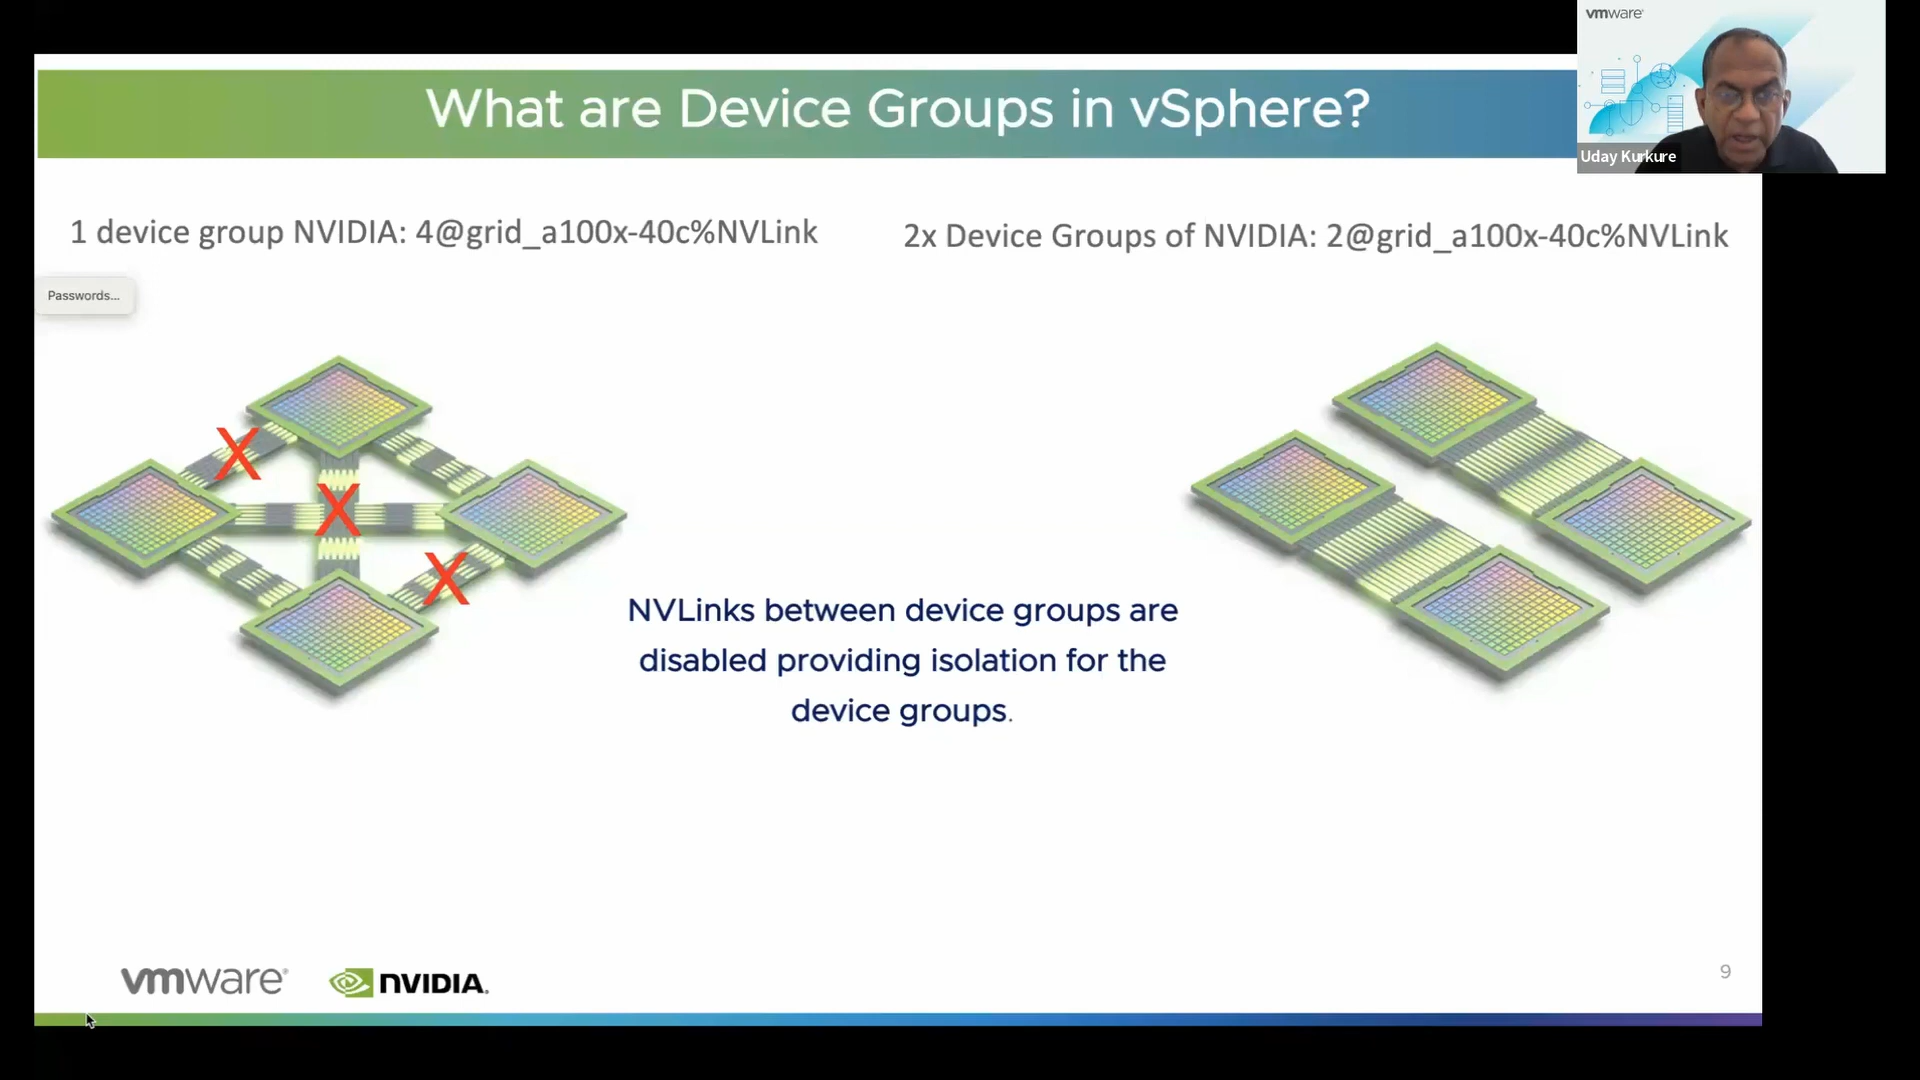 vmware®
Uday Kurkure
What are Device Groups in vSphere?
1 device group NVIDIA: 4@grid_a100x-40c%NVLink
2x Device Groups of NVIDIA: 2@grid_a100x-40c%NVLink
Passwords...
X
X
X
NVLinks between device groups are
disabled providing isolation for the
device groups.
vmware®
NVIDIA.
9